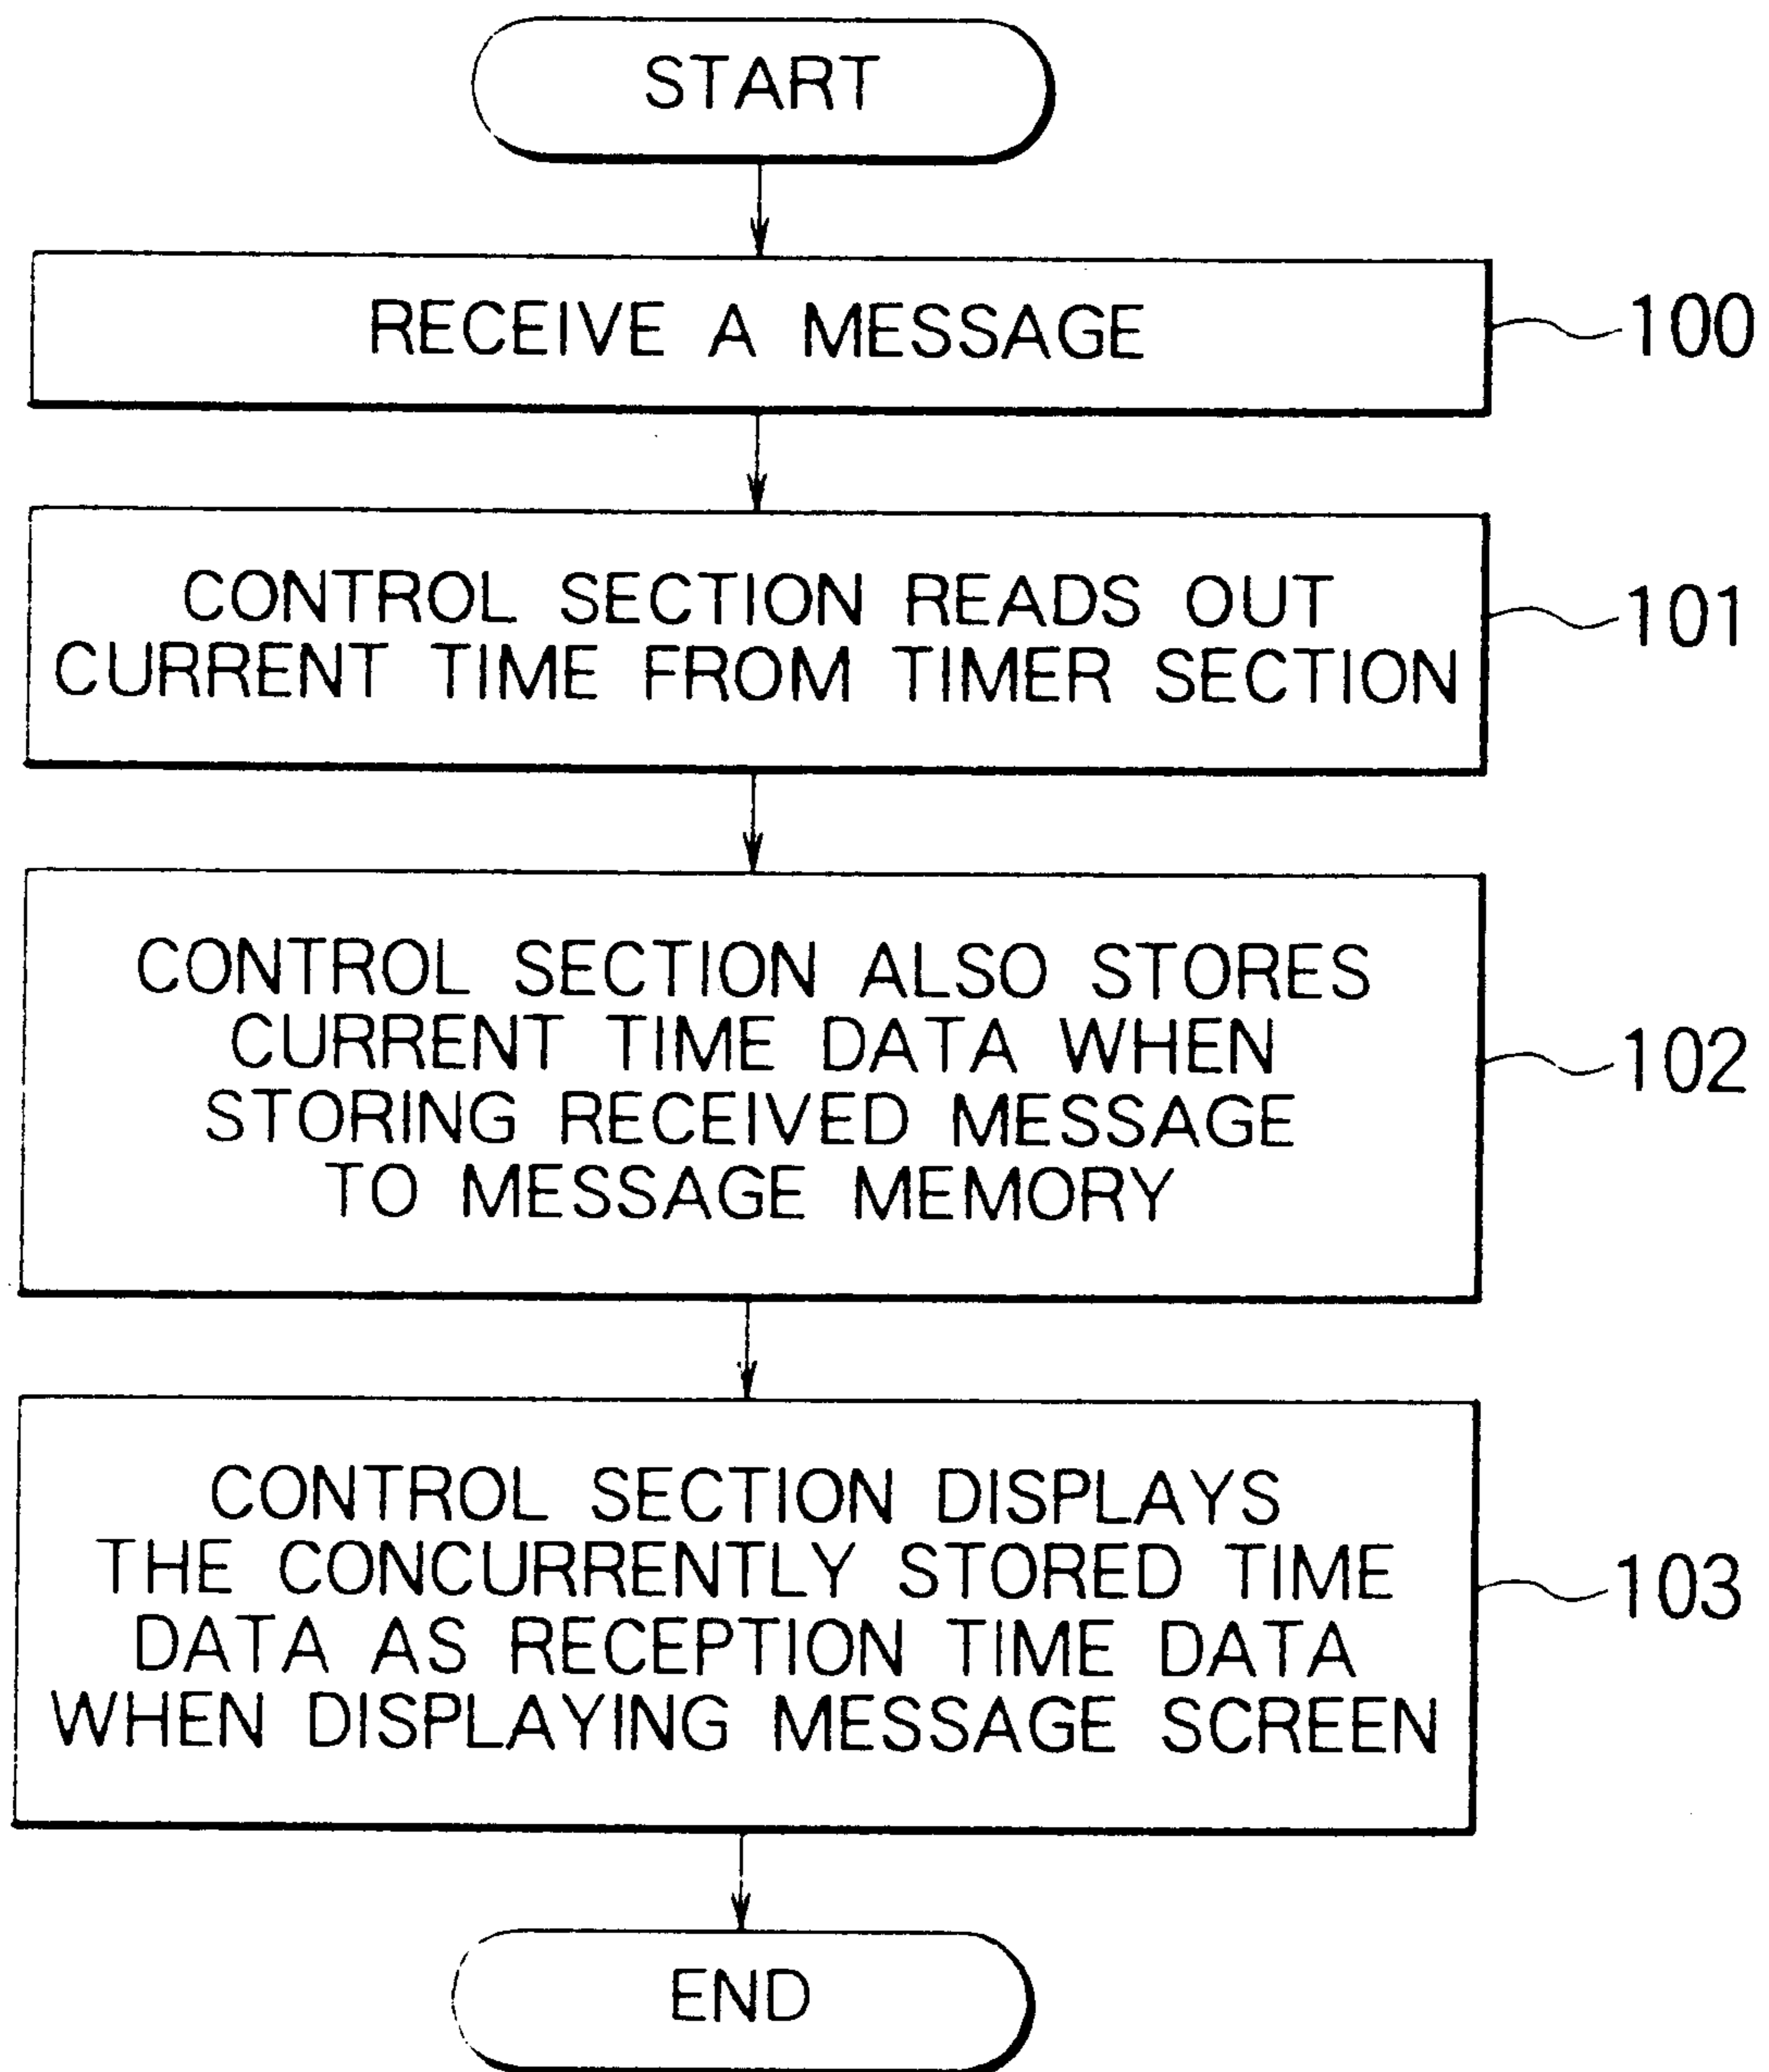 START
RECEIVE A MESSAGE
100
CONTROL SECTION READS OUT
CURRENT TIME FROM TIMER SECTION
101
CONTROL SECTION ALSO STORES
CURRENT TIME DATA WHEN
STORING RECEIVED MESSAGE
TO MESSAGE MEMORY
102
CONTROL SECTION DISPLAYS
THE CONCURRENTLY STORED TIME
DATA AS RECEPTION TIME DATA
WHEN DISPLAYING MESSAGE SCREEN
103
END